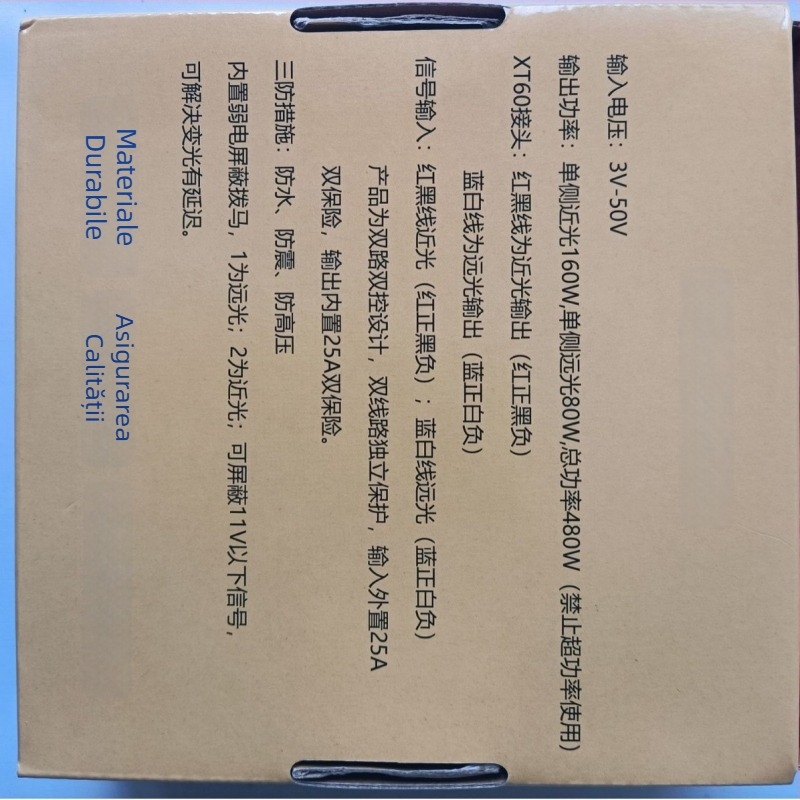 输入电压：3V-50V
输出功率：单侧近光160W,单侧远光80W,总功率480W（禁止超功率使用）
XT60接头：红黑线为近光输出（红正黑负）
蓝白线为远光输出（蓝正白负）
信号输入：红黑线近光（红正黑负）；蓝白线远光（蓝正白负）
产品为双路双控设计，双线路独立保护，输入外置25A
双保险，输出内置25A双保险。
三防措施：防水、防震、防高压
内置弱电屏蔽拨马，1为远光；2为近光；可屏蔽11V以下信号，
可解决变光有延迟。
Materiale
Durabile
Asigurarea
Calității